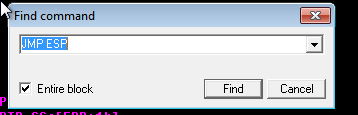 Find command
JMP ESP
Entire block
Find
Cancel